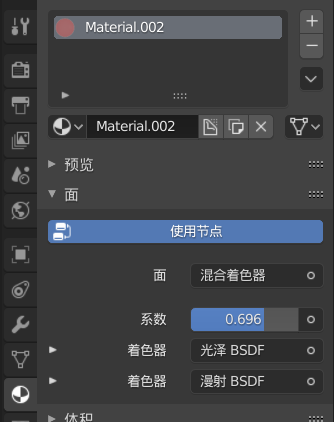 Material.002
Material.002
预览
面
使用节点
面 混合着色器
系数 0.696
着色器 光泽 BSDF
着色器 漫射 BSDF
体积